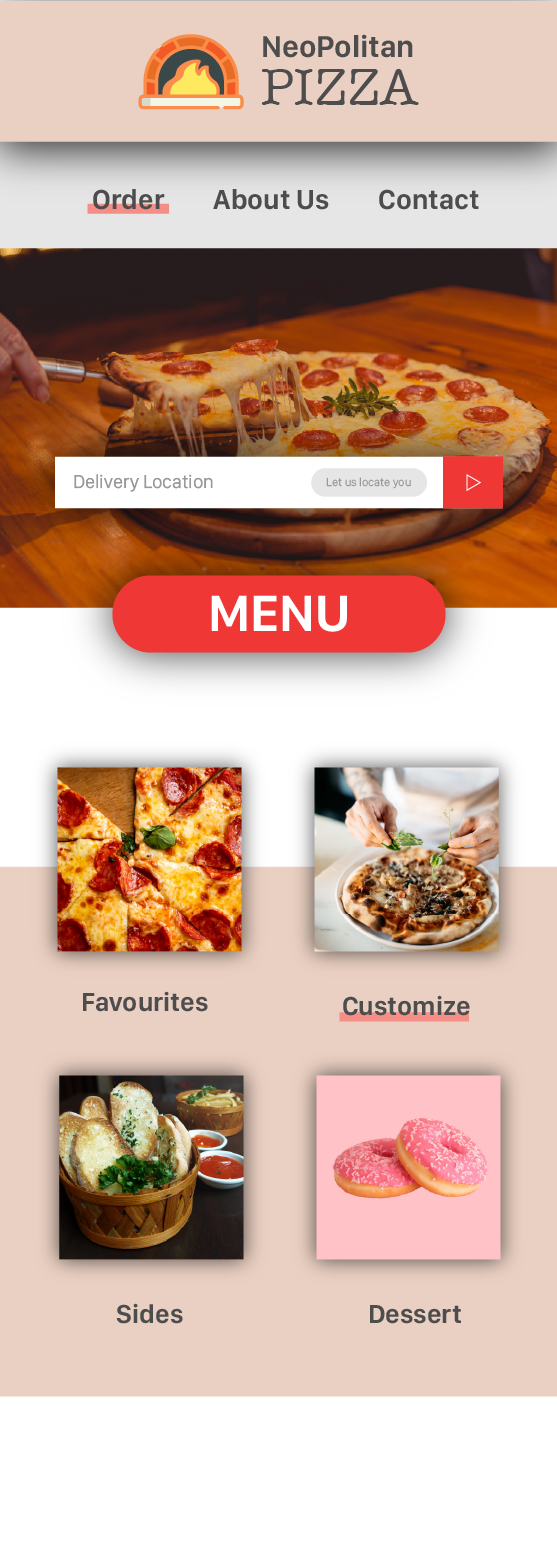 NeoPolitan
PIZZA
Order About Us Contact
Delivery Location Let us locate you
MENU
Favourites Customize
Sides Dessert